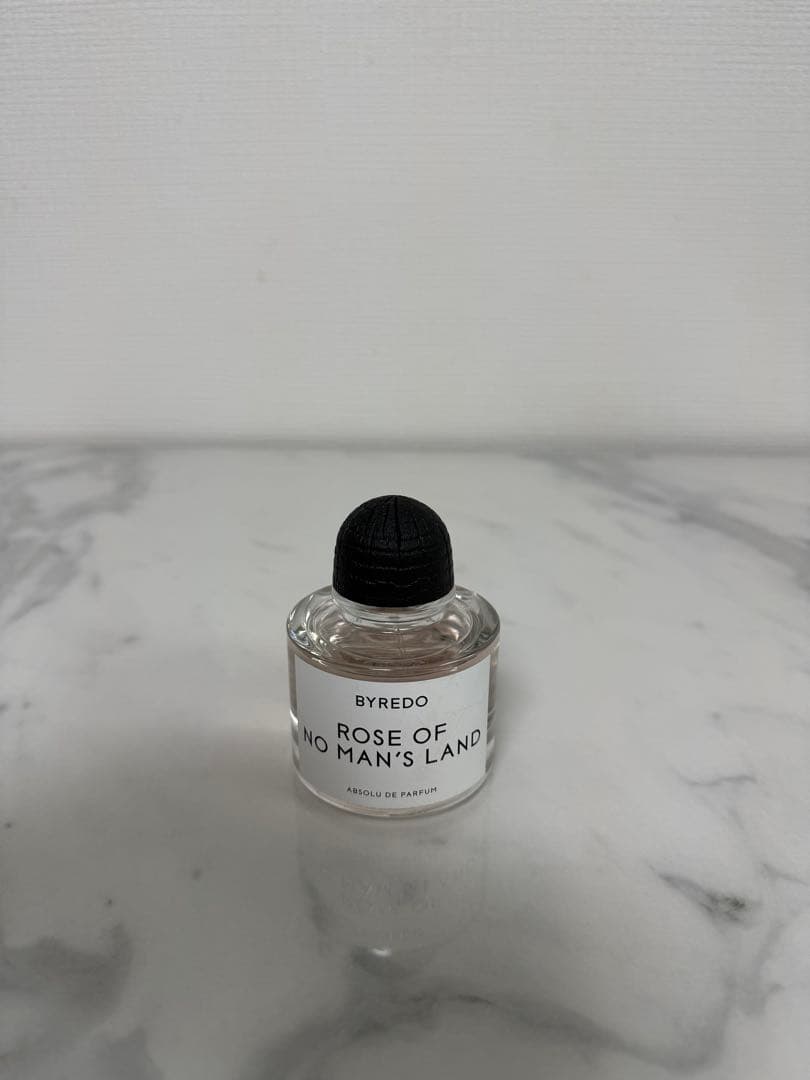 BYREDO
ROSE OF
NO MAN'S LAND
ABSOLU DE PARFUM